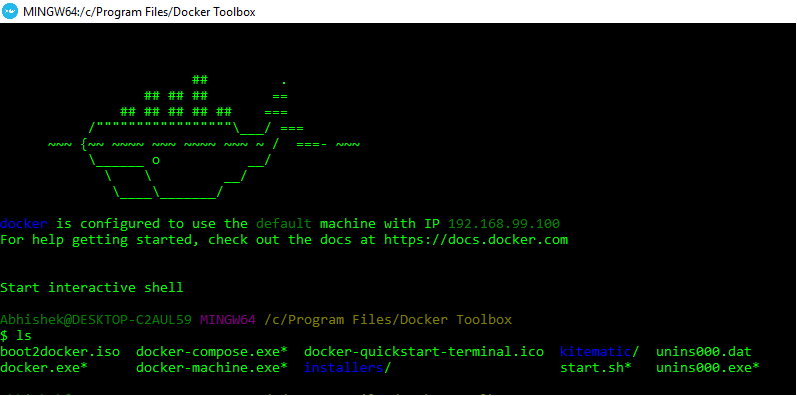 MINGW64:/c/Program Files/Docker Toolbox
                        ##         .
                  ## ## ##        ==
               ## ## ## ## ##    ===
           /"""""""""""""""""\___/ ===
      ~~~ {~~ ~~~~ ~~~ ~~~~ ~~~ ~ /  ===- ~~~
           \______ o           __/
             \    \         __/
              \____\_______/
docker is configured to use the default machine with IP 192.168.99.100
For help getting started, check out the docs at https://docs.docker.com
Start interactive shell
Abhishek@DESKTOP-C2AUL59 MINGW64 /c/Program Files/Docker Toolbox
$ ls
boot2docker.iso  docker-compose.exe*  docker-quickstart-terminal.ico  kitematic/  unins000.dat
docker.exe*      docker-machine.exe*  installers/                     start.sh*   unins000.exe*